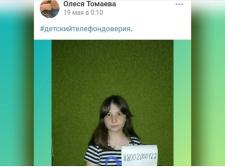 Олеся Томаева
19 мая в 0:10
#детскийтелефондоверия.
88002000122